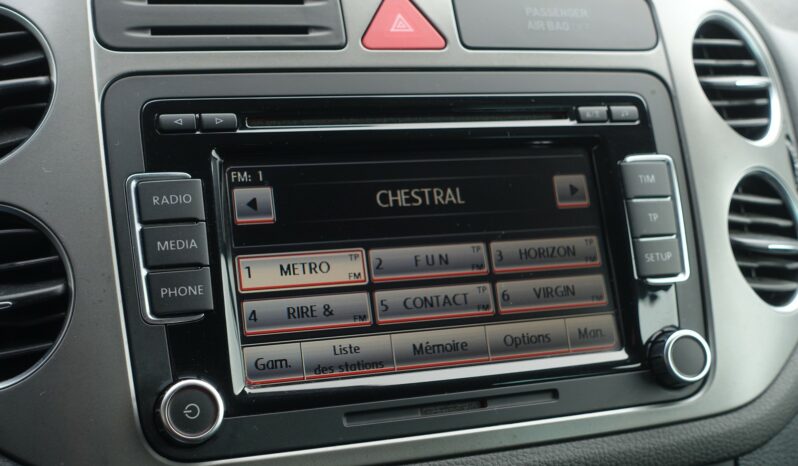 PASSENGER
AIR BAG
FM: 1
CHESTRAL
RADIO
MEDIA
PHONE
TIM
TP
SETUP
1 METRO TP FM
2 F U N TP FM
3 HORIZON TP FM
4 RIRE & FM
5 CONTACT TP FM
6 VIRGIN FM
Gam.
Liste
des stations
Mémoire
Options
Man.